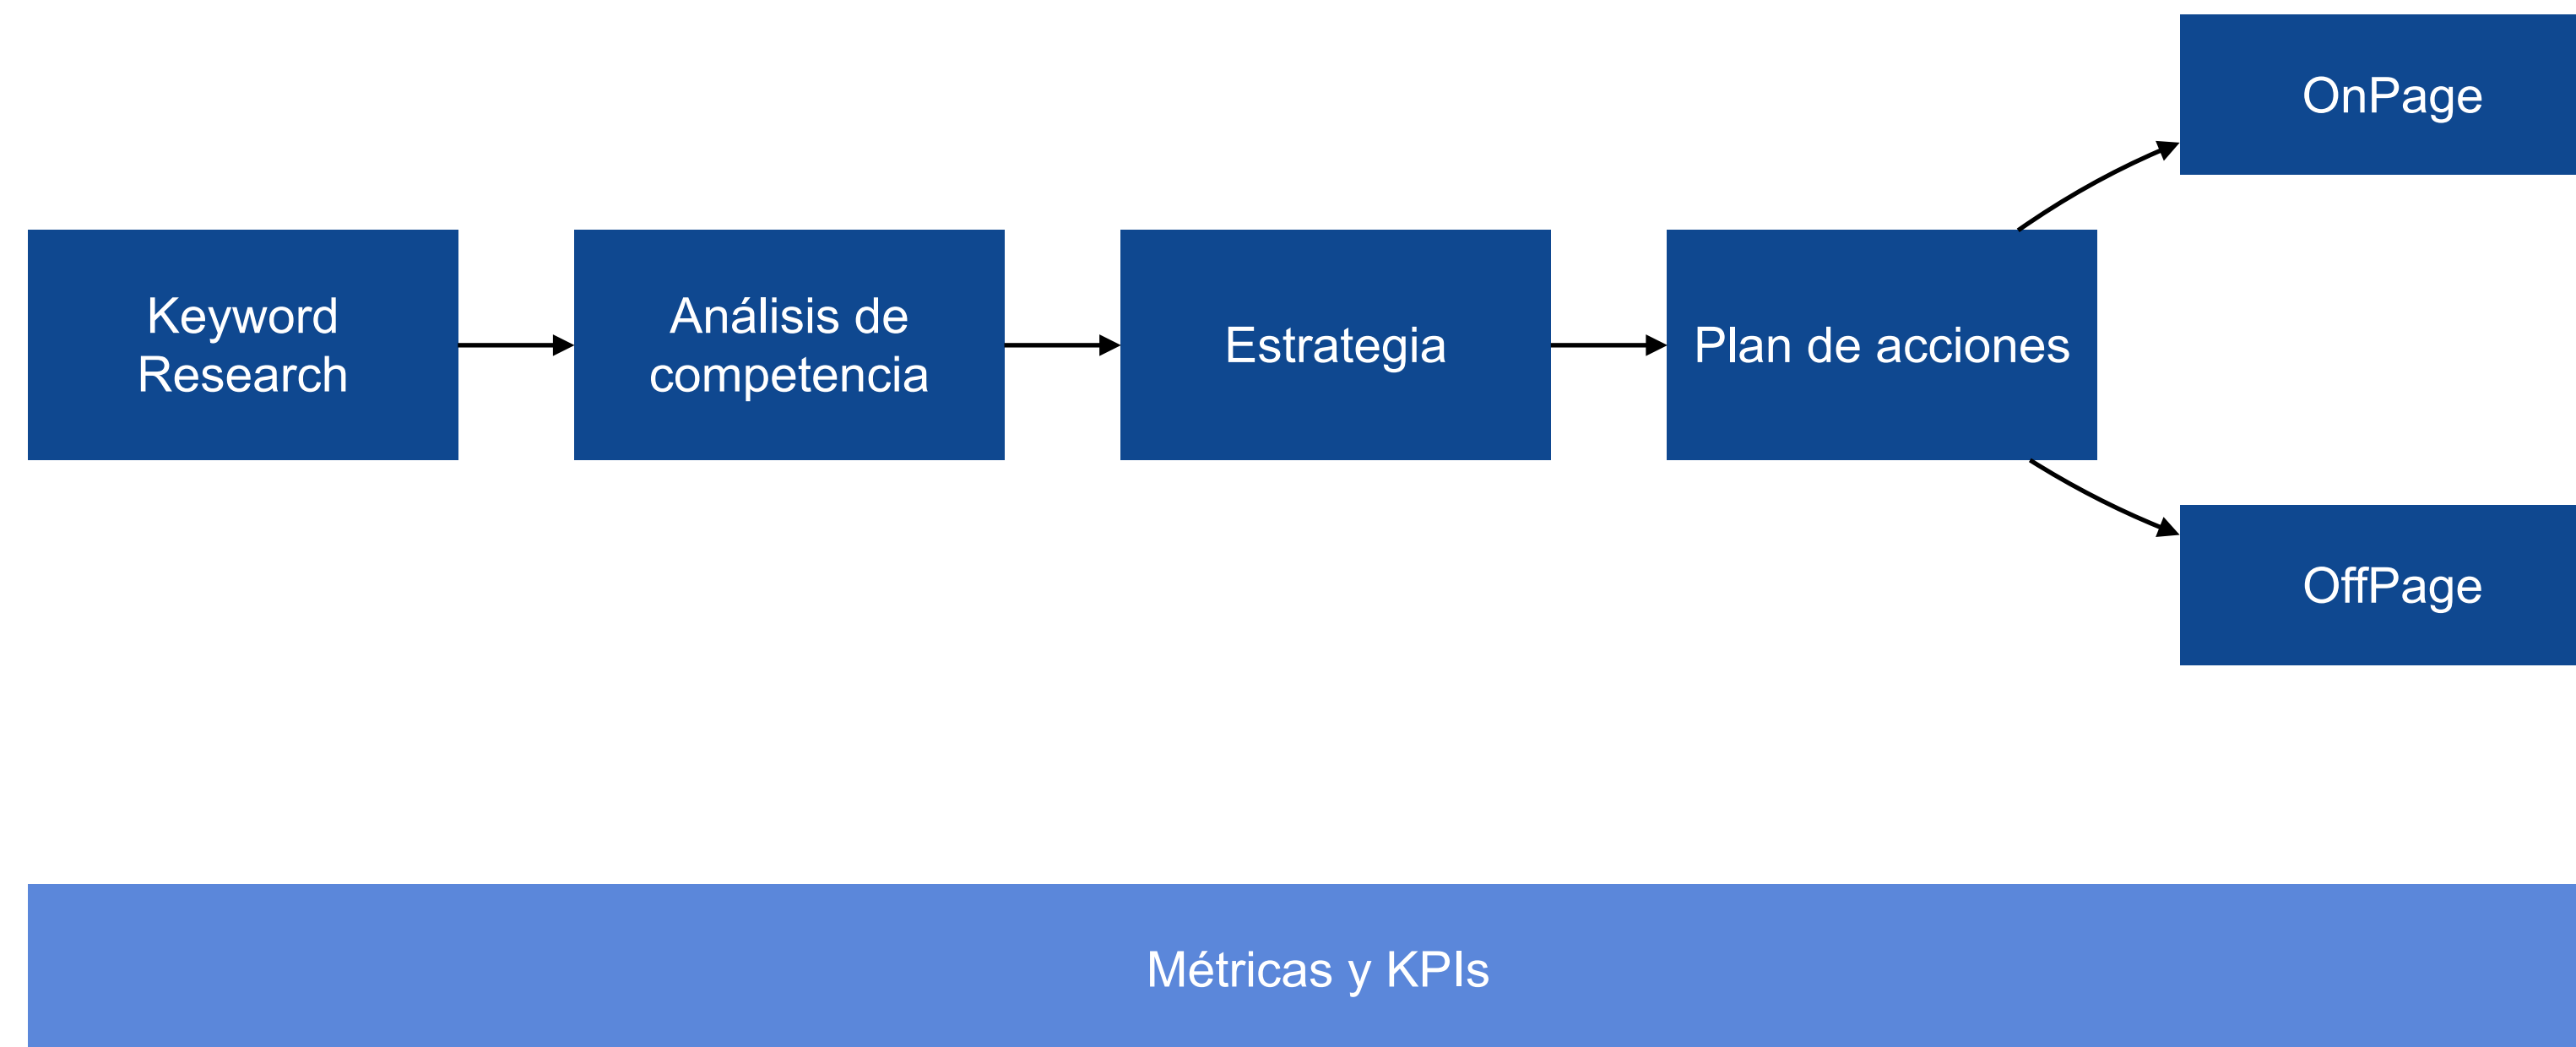 OnPage
Keyword
Research
Análisis de
competencia
Estrategia
Plan de acciones
OffPage
Métricas y KPIs